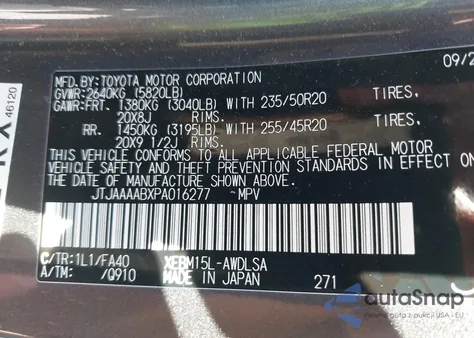 MFD.BY:TOYOTA MOTOR CORPORATION 09/2
GVWR:2640KG (5820LB)
GAWR:FRT. 1380KG (3040LB) WITH 235/50R20 TIRES,
20X8J RIMS,
RR. 1450KG (3195LB) WITH 255/45R20 TIRES,
20X9 1/2J RIMS,
THIS VEHICLE CONFORMS TO ALL APPLICABLE FEDERAL MOTOR
VEHICLE SAFETY AND THEFT PREVENTION STANDARDS IN EFFECT ON
THE DATE OF MANUFACTURE SHOWN ABOVE.
JTJAAAABXPA016277 MPV
C/TR:1L1/FA40 XERM15L-AWDLSA
A/TM: /0910 MADE IN JAPAN 271
46120
autaSnap